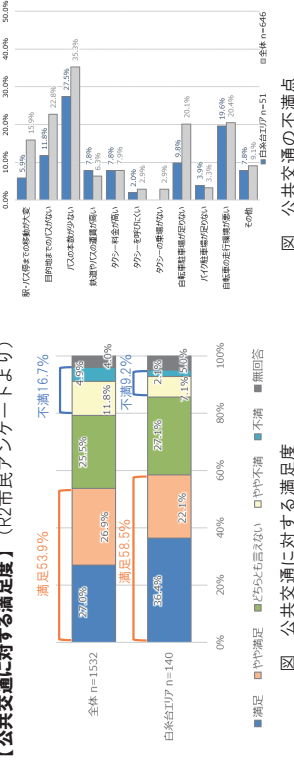 【公共交通に対する満足度】（R2市民アンケートより）
満足53.9%
不満16.7%
全体 n=1532
27.0%
26.9%
25.5%
11.8%
4.9%
4.0%
満足58.5%
不満9.2%
白糸台エリア n=140
36.4%
22.1%
27.1%
7.1%
5.0%
0% 20% 40% 60% 80% 100%
満足 やや満足 どちらとも言えない やや不満 不満 無回答
図 公共交通に対する満足度
0.0% 10.0% 20.0% 30.0% 40.0% 50.0%
駅・バス停までの移動が大変
5.9%
15.9%
目的地までのバスがない
11.8%
22.8%
バスの本数が少ない
27.5%
35.3%
鉄道やバスの運賃が高い
7.8%
6.3%
タクシー料金が高い
7.8%
7.9%
タクシーを呼びにくい
2.0%
2.9%
タクシーの乗場がない
2.9%
自転車駐車場が足りない
9.8%
20.1%
バイク駐車場が足りない
3.9%
3.3%
自転車の走行環境が悪い
19.6%
20.4%
その他
7.8%
9.1%
白糸台エリア n=51 全体 n=646
図 公共交通の不満点